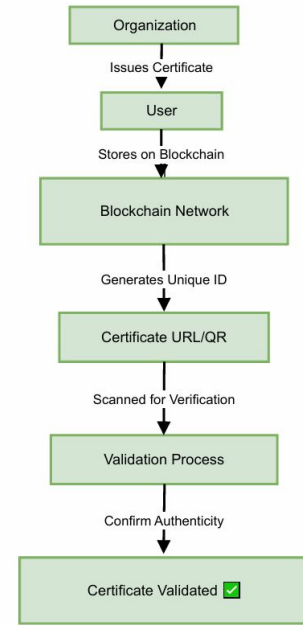 Organization
Issues Certificate
User
Stores on Blockchain
Blockchain Network
Generates Unique ID
Certificate URL/QR
Scanned for Verification
Validation Process
Confirm Authenticity
Certificate Validated ✅